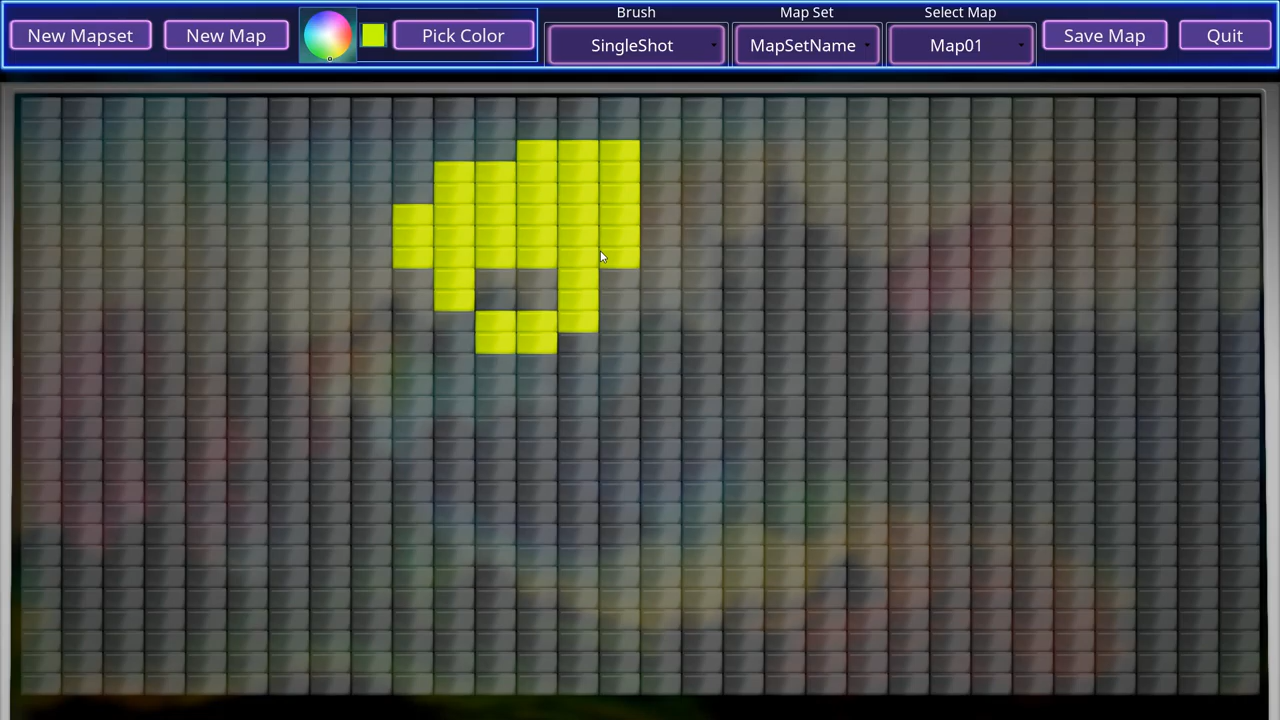 New Mapset
New Map
Pick Color
Brush
SingleShot
Map Set
MapSetName
Select Map
Map01
Save Map
Quit